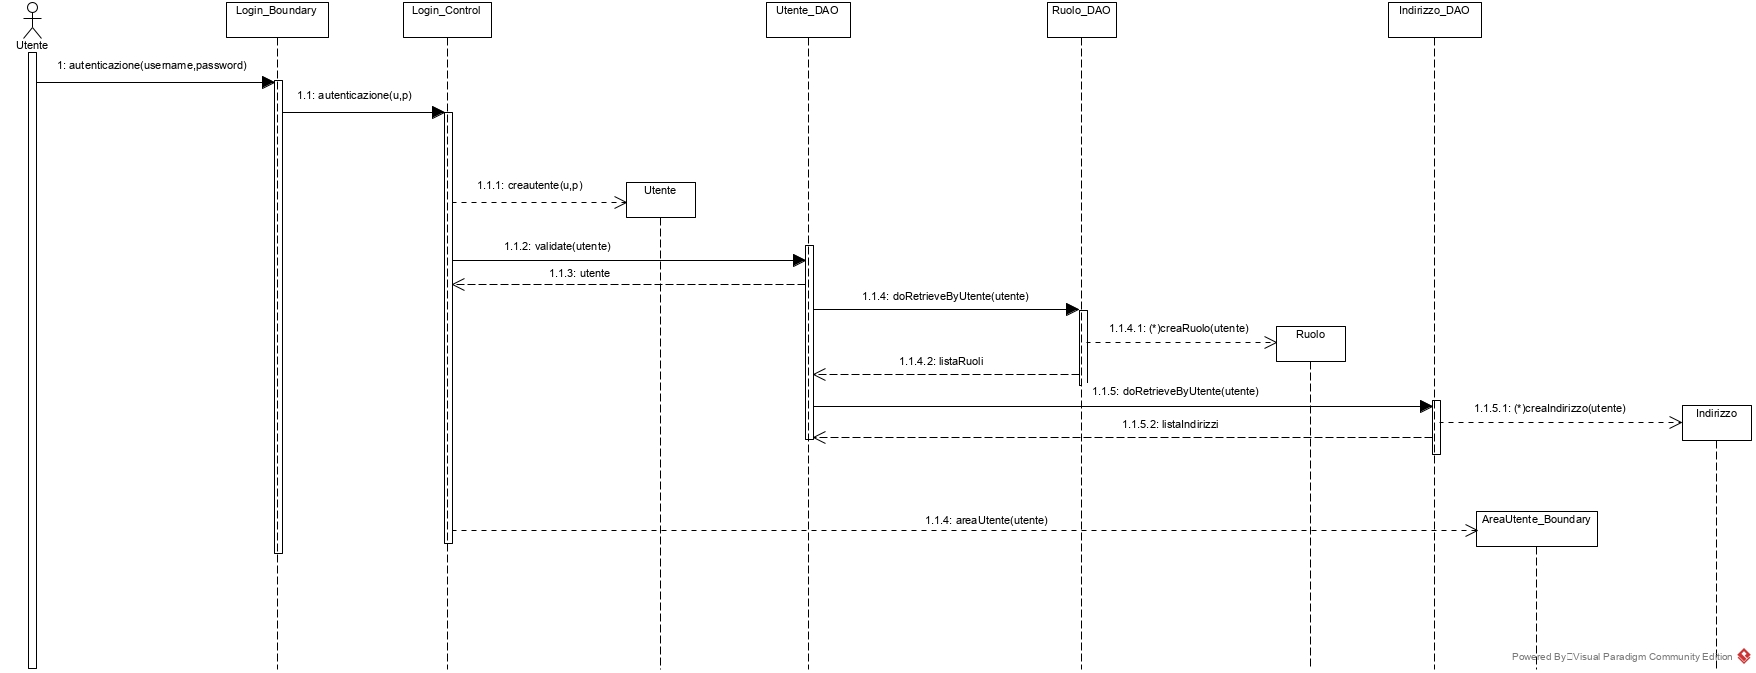 Utente
Login_Boundary
Login_Control
Utente_DAO
Ruolo_DAO
Indirizzo_DAO
1: autenticazione(username,password)
1.1: autenticazione(u,p)
1.1.1: creautente(u,p)
Utente
1.1.2: validate(utente)
1.1.3: utente
1.1.4: doRetrieveByUtente(utente)
1.1.4.1: (*)creaRuolo(utente)
Ruolo
1.1.4.2: listaRuoli
1.1.5: doRetrieveByUtente(utente)
1.1.5.1: (*)creaIndirizzo(utente)
Indirizzo
1.1.5.2: listaIndirizzi
1.1.4: areaUtente(utente)
AreaUtente_Boundary
Powered By Visual Paradigm Community Edition